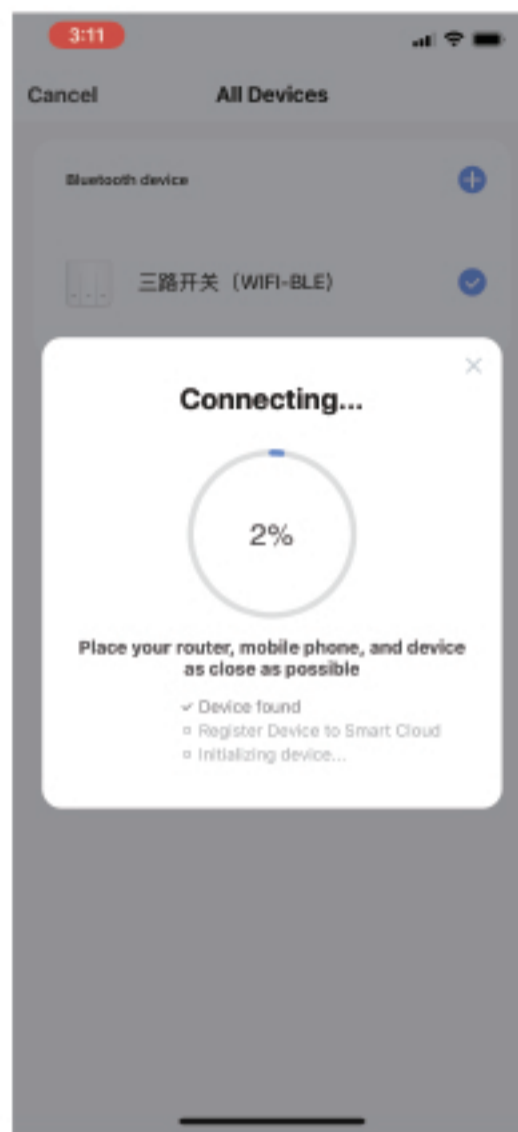 3:11
Cancel
All Devices
Bluetooth device
三路开关（WIFI-BLE）
Connecting...
2%
Place your router, mobile phone, and device
as close as possible
Device found
Register Device to Smart Cloud
Initializing device...